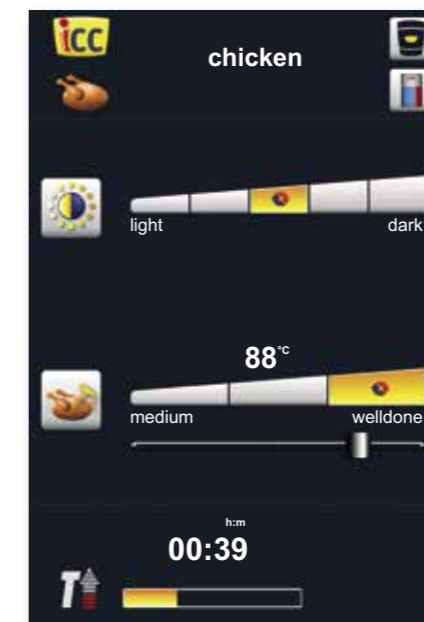 icc
chicken
light dark
88°C
medium welldone
h:m
00:39
T